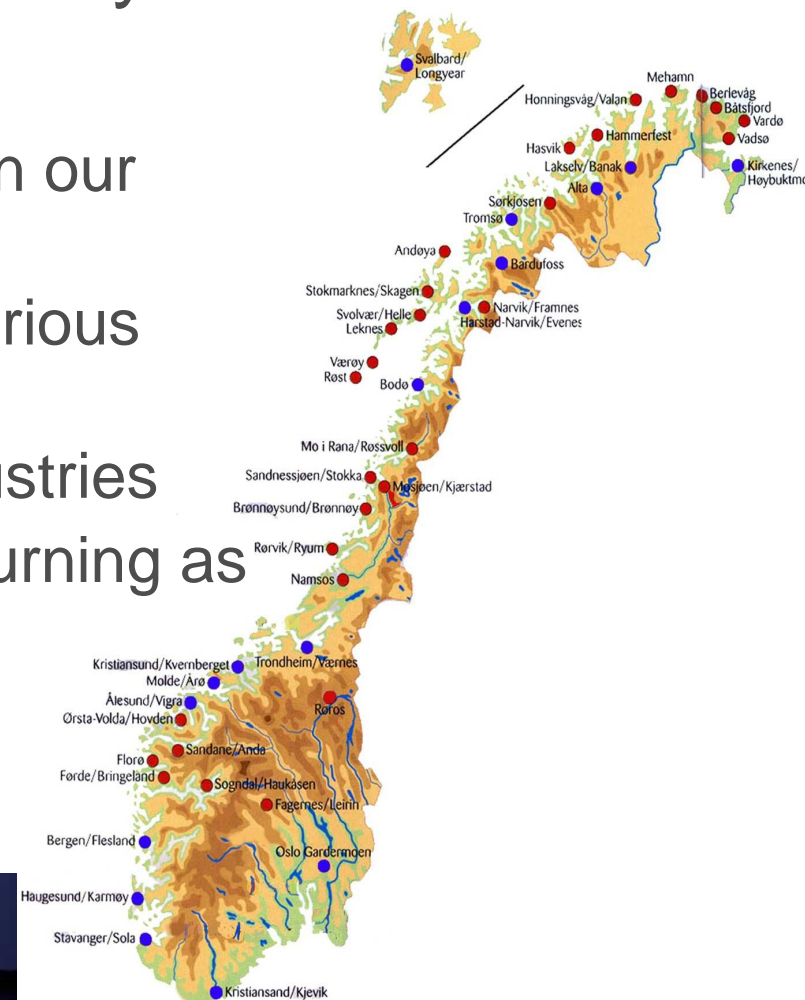 y
n our
rious
ustries
urning as
Svalbard/
Longyear
Mehamn
Honningsvåg/Valan
Berlevåg
Båtsfjord
Vardø
Hammerfest
Vadsø
Hasvik
Lakselv/Banak
Kirkenes/
Høybuktmo
Alta
Sørkjosen
Tromsø
Andøya
Bardufoss
Stokmarknes/Skagen
Narvik/Framnes
Svolvær/Helle
Harstad-Narvik/Evenes
Leknes
Værøy
Røst
Bodø
Mo i Rana/Røssvoll
Sandnessjøen/Stokka
Mosjøen/Kjærstad
Brønnøysund/Brønnøy
Rørvik/Ryum
Namsos
Trondheim/Værnes
Kristiansund/Kvernberget
Molde/Årø
Ålesund/Vigra
Røros
Ørsta-Volda/Hovden
Sandane/Anda
Florø
Førde/Bringeland
Sogndal/Haukåsen
Fagernes/Leirin
Bergen/Flesland
Oslo Gardermoen
Haugesund/Karmøy
Stavanger/Sola
Kristiansand/Kjevik